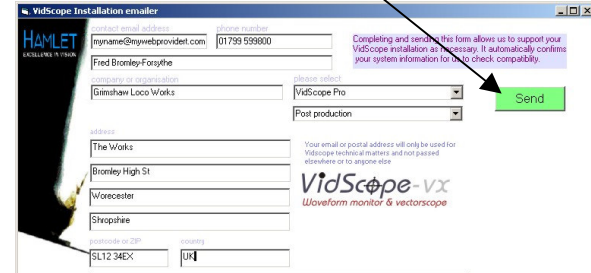 VidScope Installation emailer
HAMLET
EXCELLENCE IN VISION
contact email address
phone number
myname@mywebprovidert.com
01799 599800
Fred Bromley-Forsythe
Completing and sending this form allows us to support your
VidScope installation as necessary. It automatically confirms
your system information for us to check compatiblity.
company or organisation
please select
Grimshaw Loco Works
VidScope Pro
Send
Post production
address
The Works
Your email or postal address will only be used for
Vidscope technical matters and not passed
elsewhere or to anyone else
Bromley High St
VidScope-vx
Waveform monitor & vectorscope
Worecester
Shropshire
postcode or ZIP
country
SL12 34EX
UK